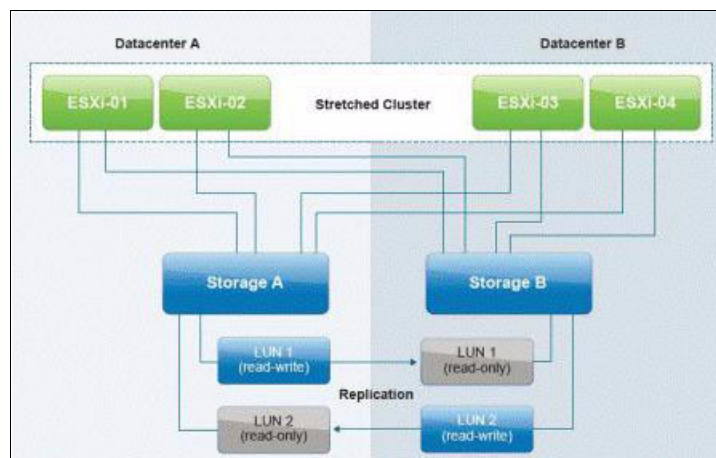 Datacenter A
Datacenter B
ESXi-01
ESXi-02
Stretched Cluster
ESXi-03
ESXi-04
Storage A
Storage B
LUN 1
(read-write)
LUN 1
(read-only)
Replication
LUN 2
(read-only)
LUN 2
(read-write)